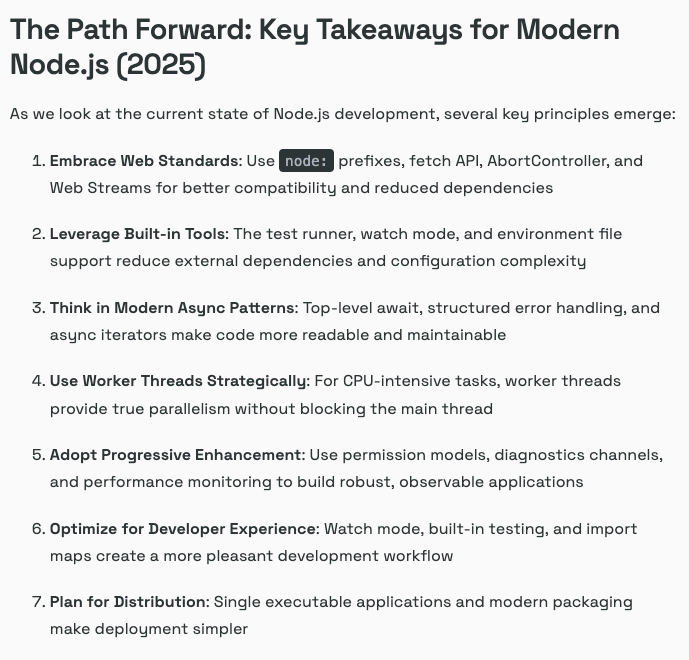 The Path Forward: Key Takeaways for Modern
Node.js (2025)
As we look at the current state of Node.js development, several key principles emerge:
1. Embrace Web Standards: Use node: prefixes, fetch API, AbortController, and
Web Streams for better compatibility and reduced dependencies
2. Leverage Built-in Tools: The test runner, watch mode, and environment file
support reduce external dependencies and configuration complexity
3. Think in Modern Async Patterns: Top-level await, structured error handling, and
async iterators make code more readable and maintainable
4. Use Worker Threads Strategically: For CPU-intensive tasks, worker threads
provide true parallelism without blocking the main thread
5. Adopt Progressive Enhancement: Use permission models, diagnostics channels,
and performance monitoring to build robust, observable applications
6. Optimize for Developer Experience: Watch mode, built-in testing, and import
maps create a more pleasant development workflow
7. Plan for Distribution: Single executable applications and modern packaging
make deployment simpler